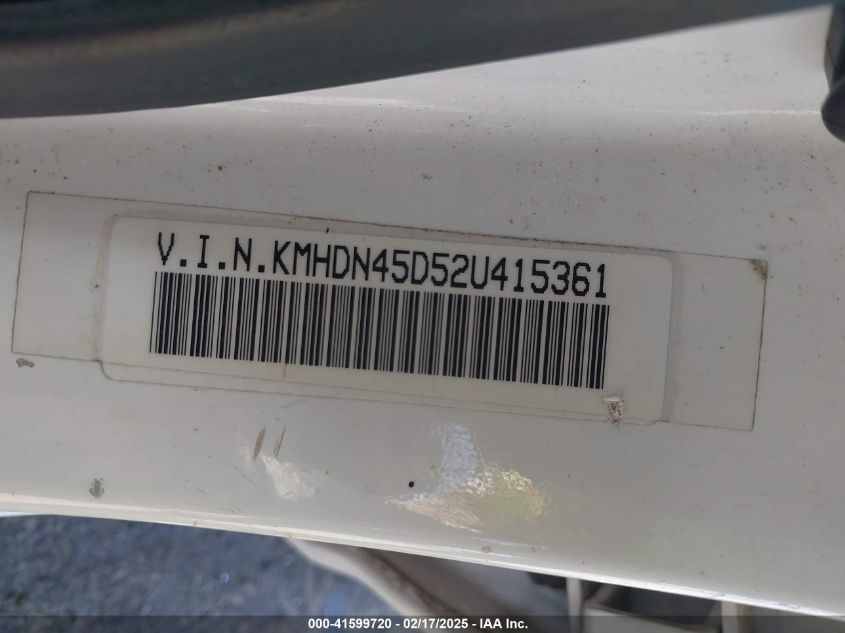 V.I.N.KMHDN45D52U415361
000-41599720 - 02/17/2025 - IAA Inc.